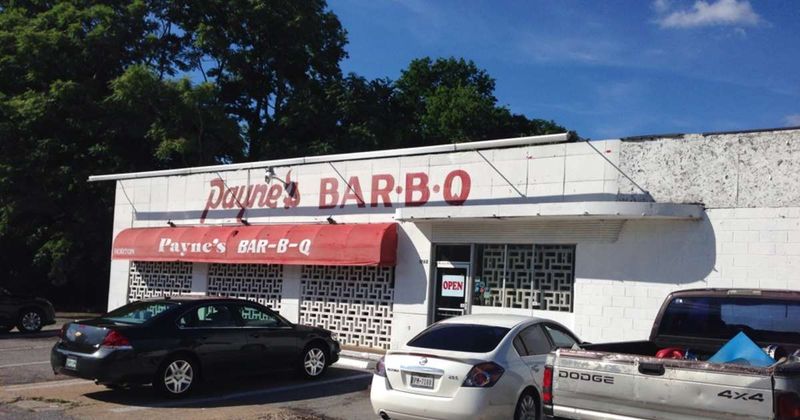 Payne's BAR·B·Q
Payne's BAR-B-Q
OPEN
DODGE
4X4